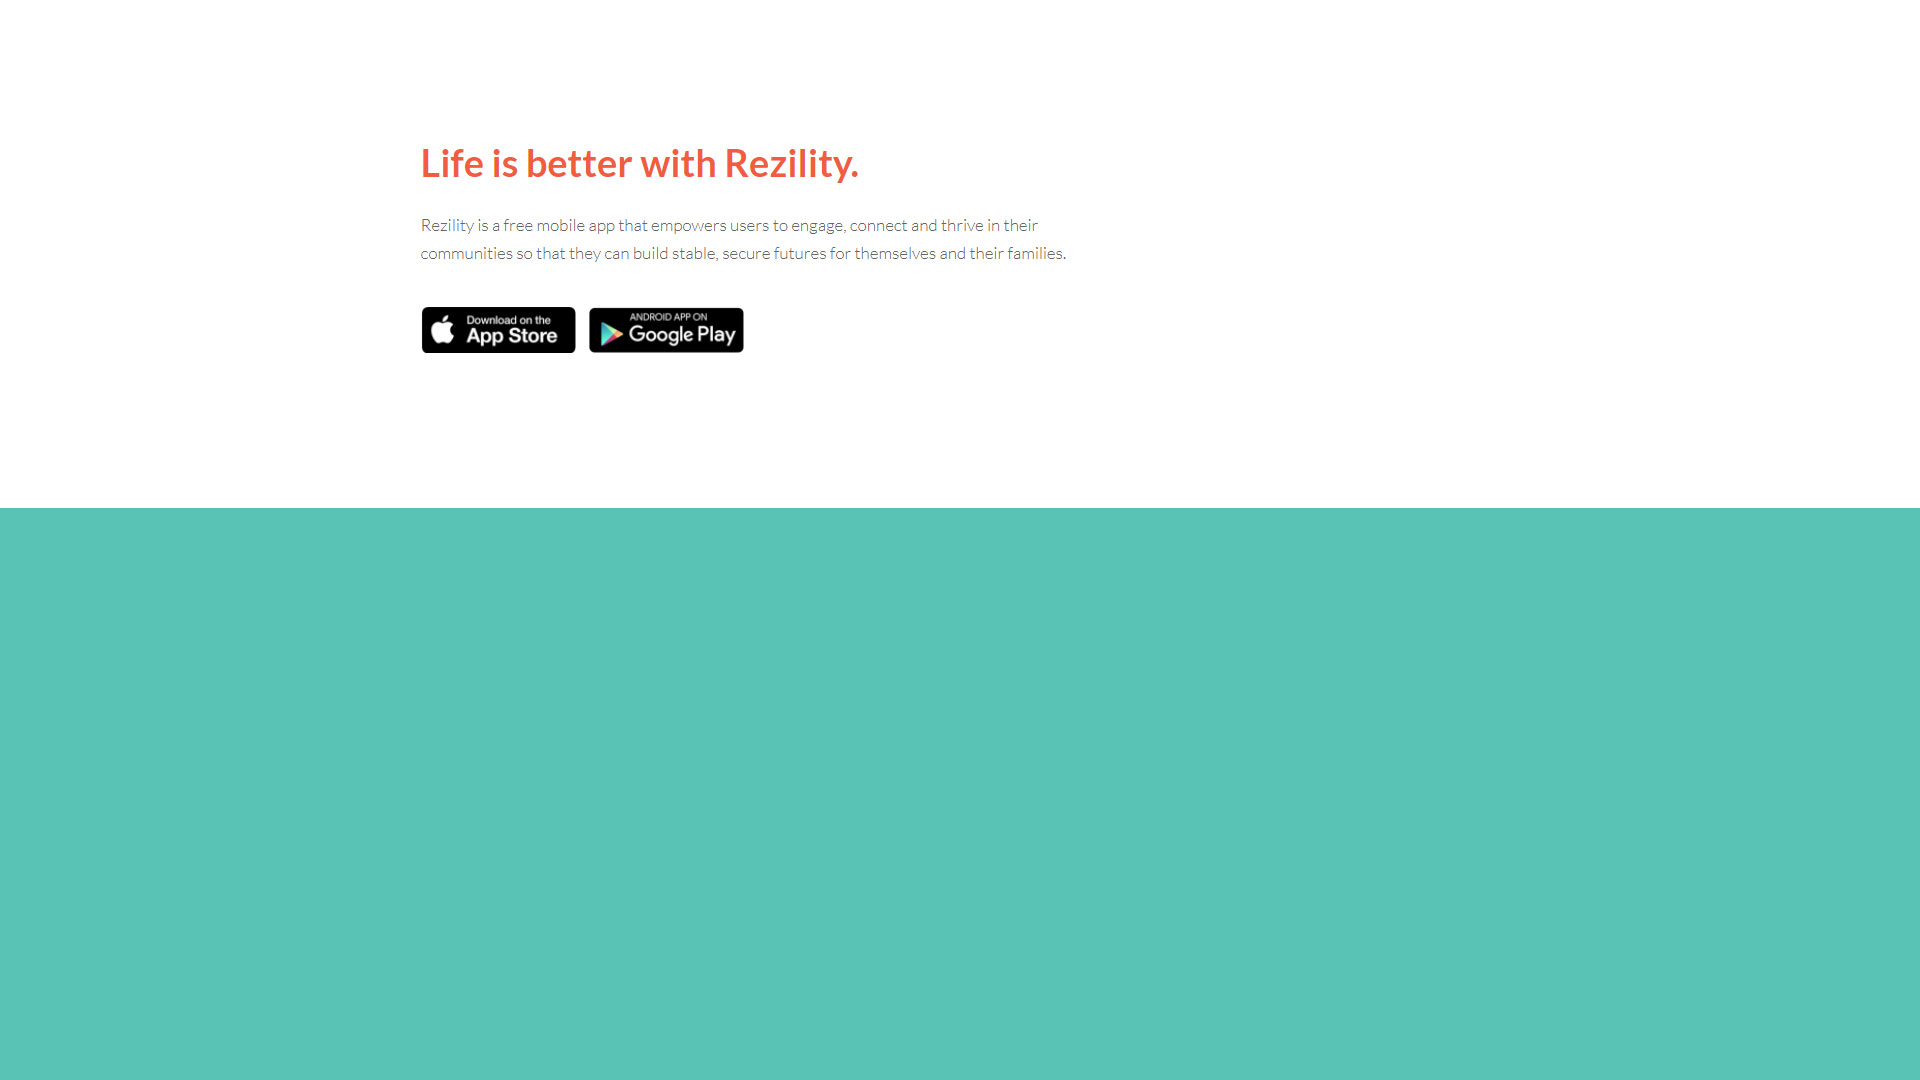 Life is better with Rezility.
Rezility is a free mobile app that empowers users to engage, connect and thrive in their
communities so that they can build stable, secure futures for themselves and their families.
Download on the
App Store
ANDROID APP ON
Google Play